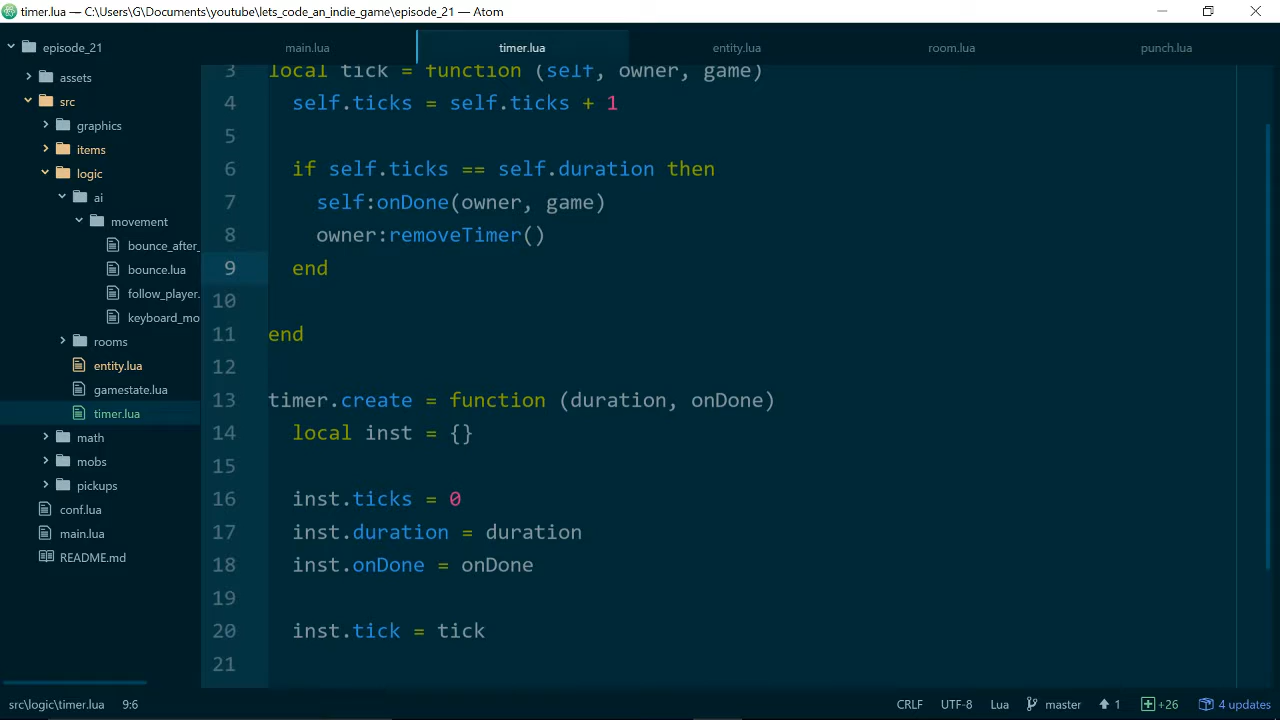 timer.lua — C:\Users\G\Documents\youtube\lets_code_an_indie_game\episode_21 — Atom
episode_21
assets
src
graphics
items
logic
ai
movement
bounce_after_
bounce.lua
follow_player.
keyboard_mo
rooms
entity.lua
gamestate.lua
timer.lua
math
mobs
pickups
conf.lua
main.lua
README.md
main.lua
timer.lua
entity.lua
room.lua
punch.lua
3 local tick = function (self, owner, game)
4 self.ticks = self.ticks + 1
5
6 if self.ticks == self.duration then
7 self:onDone(owner, game)
8 owner:removeTimer()
9 end
10
11 end
12
13 timer.create = function (duration, onDone)
14 local inst = {}
15
16 inst.ticks = 0
17 inst.duration = duration
18 inst.onDone = onDone
19
20 inst.tick = tick
21
src\logic\timer.lua 9:6 CRLF UTF-8 Lua master 1 +26 4 updates